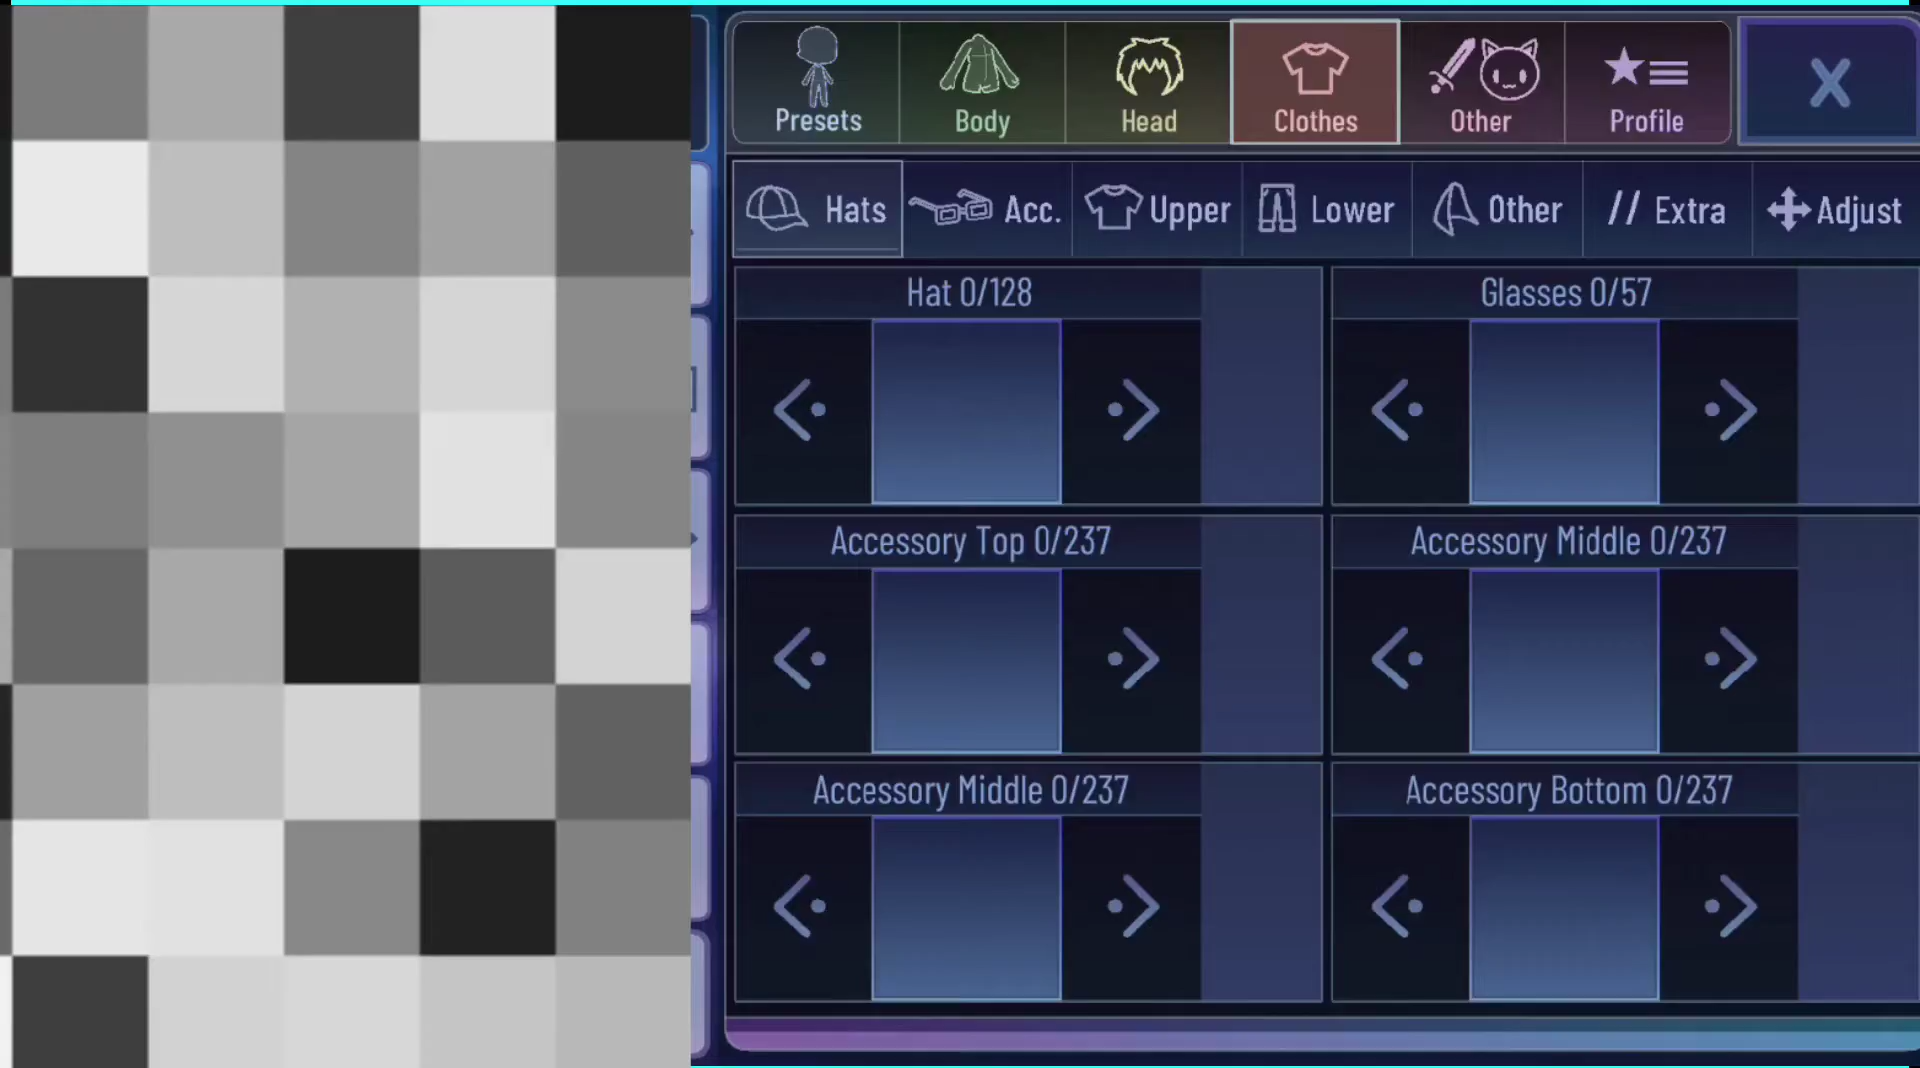 Presets
Body
Head
Clothes
Other
Profile
X
Hats
Acc.
Upper
Lower
Other
// Extra
Adjust
Hat 0/128
Glasses 0/57
Accessory Top 0/237
Accessory Middle 0/237
Accessory Middle 0/237
Accessory Bottom 0/237